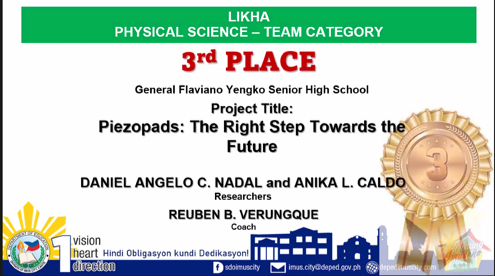 LIKHA
PHYSICAL SCIENCE – TEAM CATEGORY
3rd PLACE
General Flaviano Yengko Senior High School
Project Title:
Piezopads: The Right Step Towards the
Future
3
DANIEL ANGELO C. NADAL and ANIKA L. CALDO
Researchers
REUBEN B. VERUNGQUE
Coach
1 vision
heart
direction
Hindi Obligasyon kundi Dedikasyon!
sdoimuscity
imus.city@deped.gov.ph